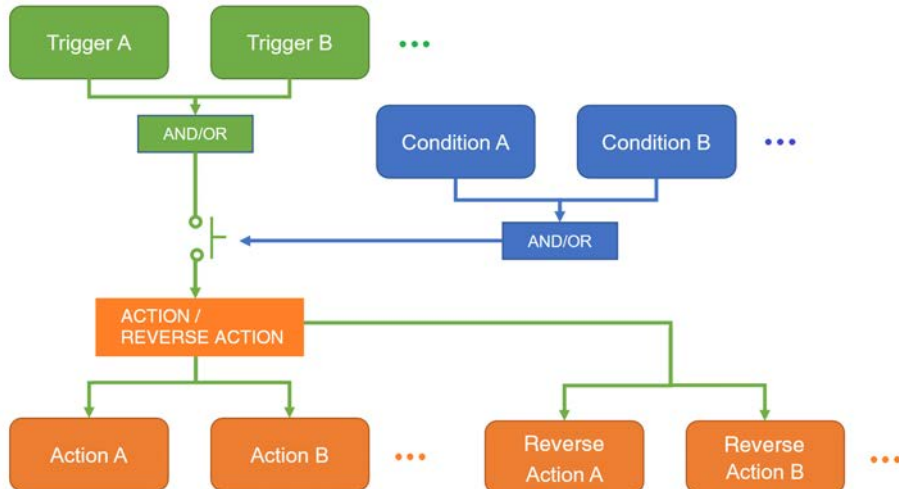 Trigger A
Trigger B
AND/OR
Condition A
Condition B
AND/OR
ACTION /
REVERSE ACTION
Action A
Action B
Reverse
Action A
Reverse
Action B